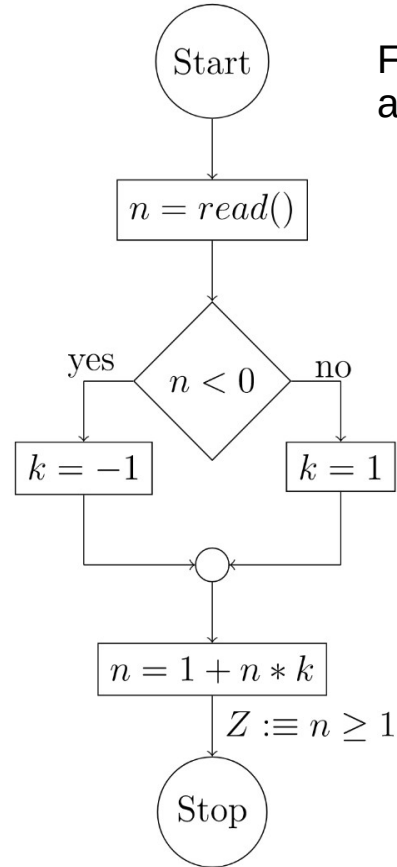 Start
F
a
n = read()
yes
n < 0
no
k = −1
k = 1
n = 1 + n ∗ k
Z :≡ n ≥ 1
Stop